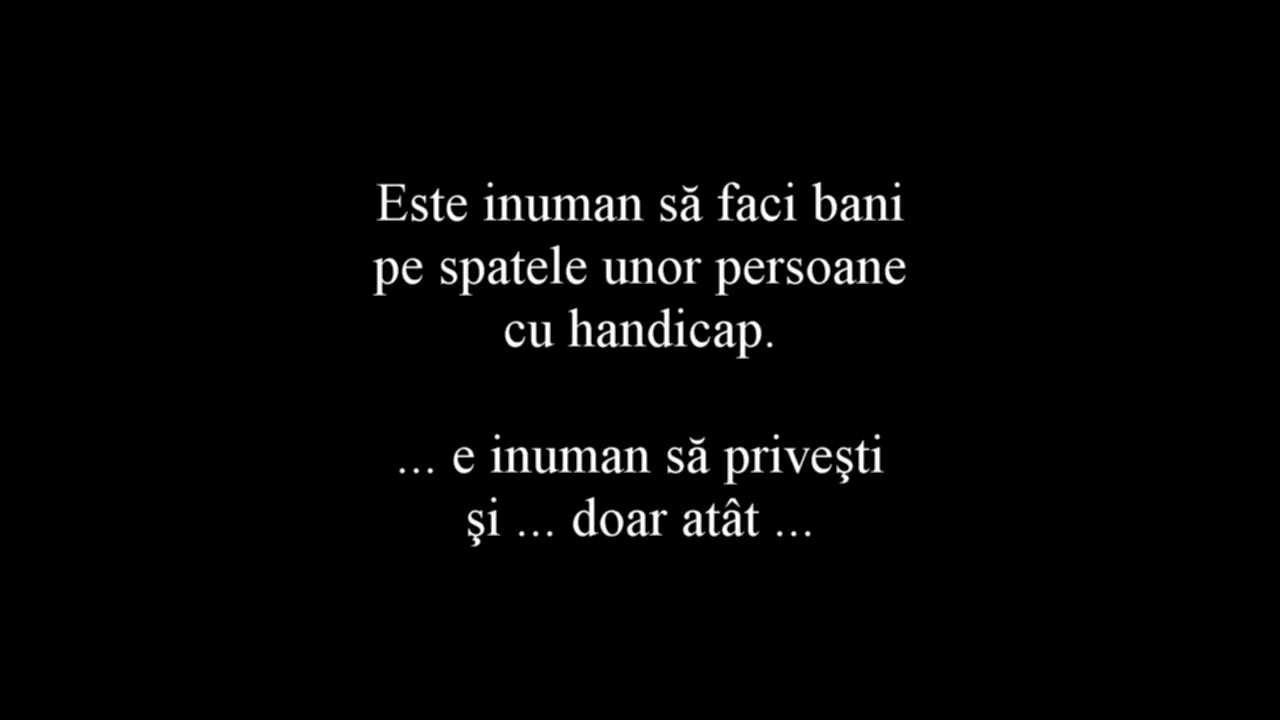 Este inuman să faci bani
pe spatele unor persoane
cu handicap.
... e inuman să priveşti
şi ... doar atât ...